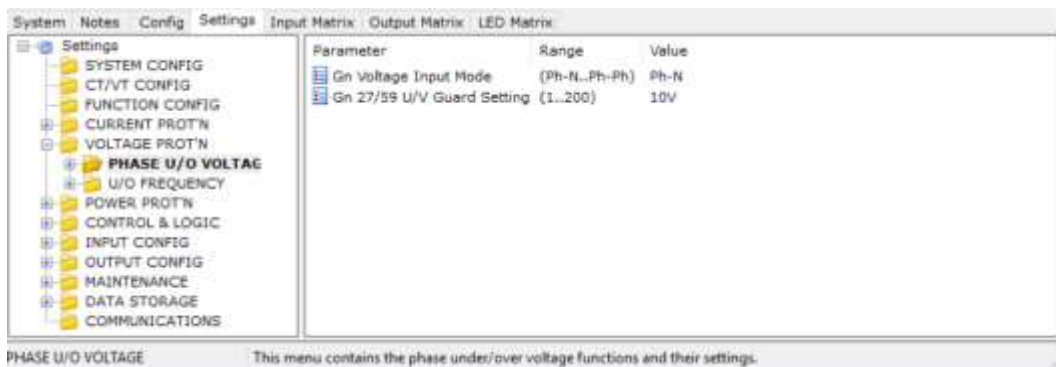 System Notes Config Settings Input Matrix Output Matrix LED Matrix
Settings
SYSTEM CONFIG
CT/VT CONFIG
FUNCTION CONFIG
CURRENT PROT'N
VOLTAGE PROT'N
PHASE U/O VOLTAG
U/O FREQUENCY
POWER PROT'N
CONTROL & LOGIC
INPUT CONFIG
OUTPUT CONFIG
MAINTENANCE
DATA STORAGE
COMMUNICATIONS
Parameter Range Value
Gn Voltage Input Mode (Ph-N..Ph-Ph) Ph-N
Gn 27/59 U/V Guard Setting (1..200) 10V
PHASE U/O VOLTAGE This menu contains the phase under/over voltage functions and their settings.